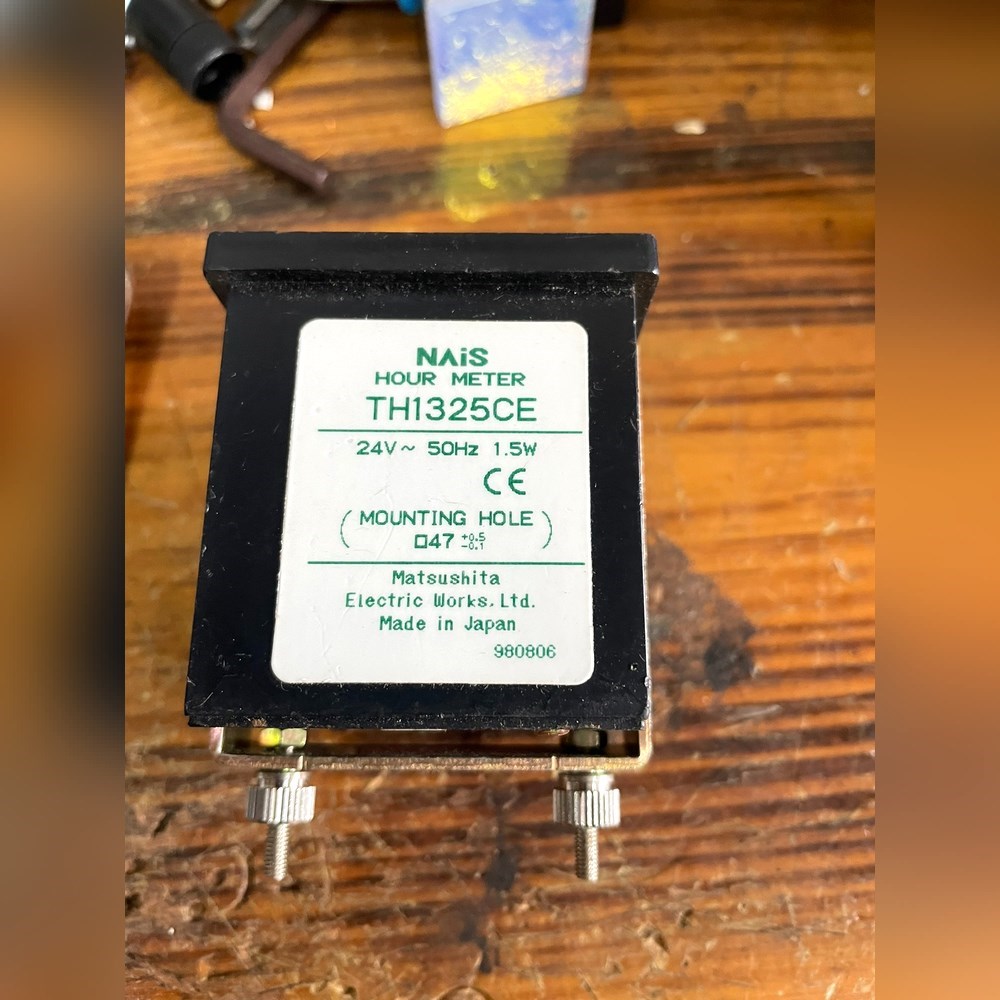 NAiS
HOUR METER
TH1325CE
24V~ 50Hz 1.5W
CE
(MOUNTING HOLE
□47 +0.5 -0.1)
Matsushita
Electric Works, Ltd.
Made in Japan
980806